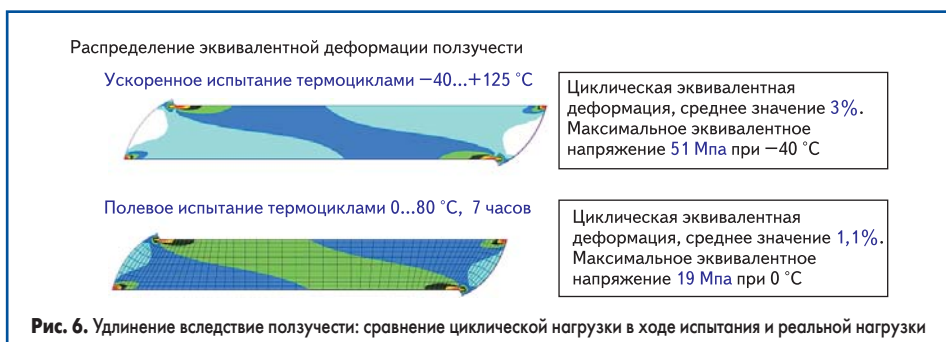 Распределение эквивалентной деформации ползучести
Ускоренное испытание термоциклами −40...+125 °C
Циклическая эквивалентная
деформация, среднее значение 3%.
Максимальное эквивалентное
напряжение 51 Мпа при −40 °C
Полевое испытание термоциклами 0...80 °C, 7 часов
Циклическая эквивалентная
деформация, среднее значение 1,1%.
Максимальное эквивалентное
напряжение 19 Мпа при 0 °C
Рис. 6. Удлинение вследствие ползучести: сравнение циклической нагрузки в ходе испытания и реальной нагрузки